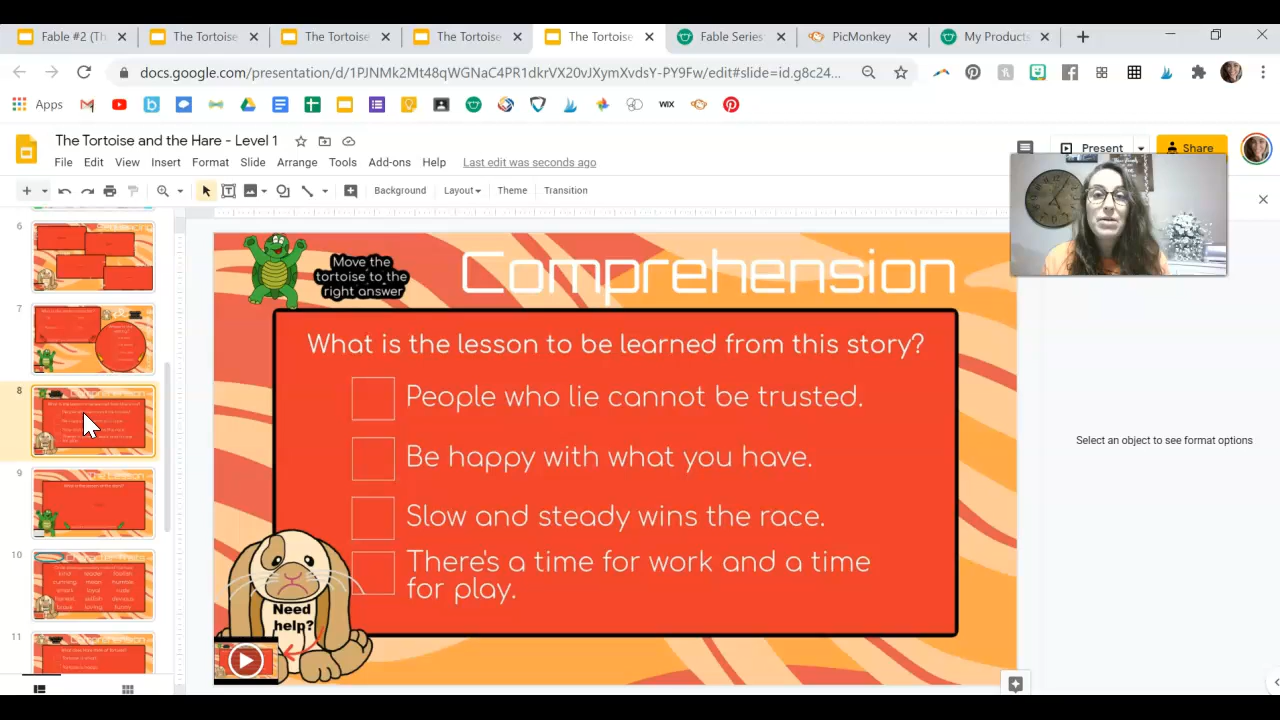 Fable #2 (Th
The Tortoise
The Tortoise
The Tortoise
The Tortoise
Fable Series
PicMonkey
My Product
docs.google.com/presentation/d/1PJNMk2Mt48qWGNaC4PR1dkrVX20vJXymXvdsY-PY9Fw/edit#slide=id.g8c24...
Apps
WIX
The Tortoise and the Hare - Level 1
Present
Share
File Edit View Insert Format Slide Arrange Tools Add-ons Help Last edit was seconds ago
Background Layout Theme Transition
6
7
8
9
10
11
Move the
tortoise to the
right answer
Comprehension
What is the lesson to be learned from this story?
People who lie cannot be trusted.
Be happy with what you have.
Slow and steady wins the race.
There's a time for work and a time
for play.
Need
help?
Select an object to see format options